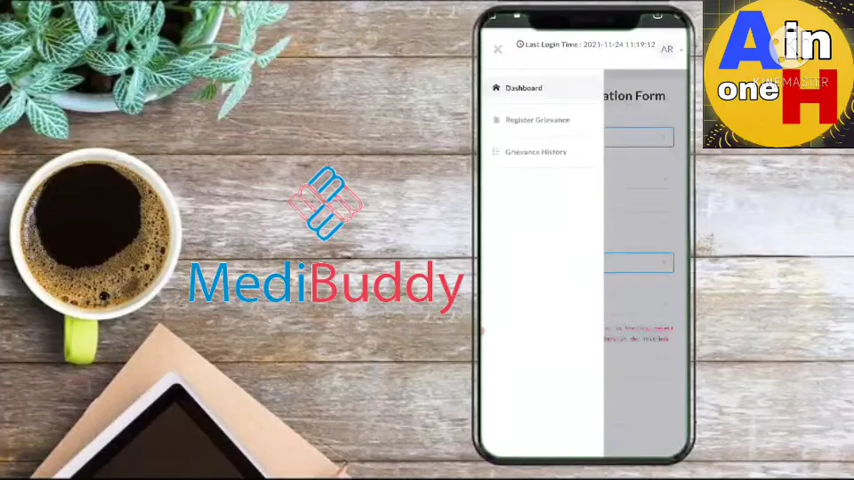 Last Login Time : 2021-11-24 11:19:12
AR
Dashboard
ation Form
Register Grievance
Grievance History
MediBuddy
A in
one H
KINEMASTER